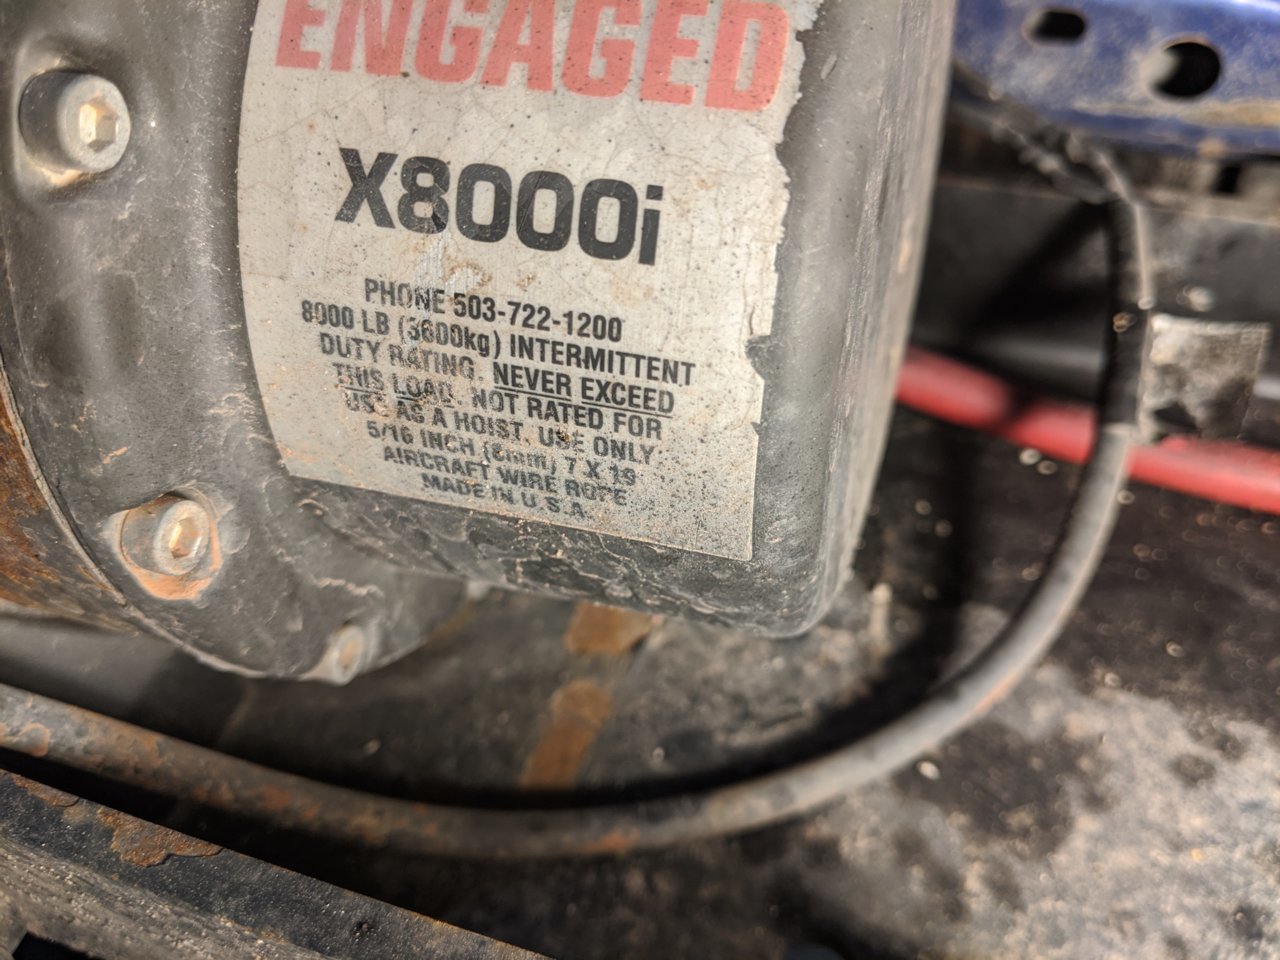 ENGAGED
X8000i
PHONE 503-722-1200
8000 LB (3600kg) INTERMITTENT
DUTY RATING. NEVER EXCEED
THIS LOAD. NOT RATED FOR
USE AS A HOIST. USE ONLY
5/16 INCH (8mm) 7 X 19
AIRCRAFT WIRE ROPE
MADE IN U.S.A.